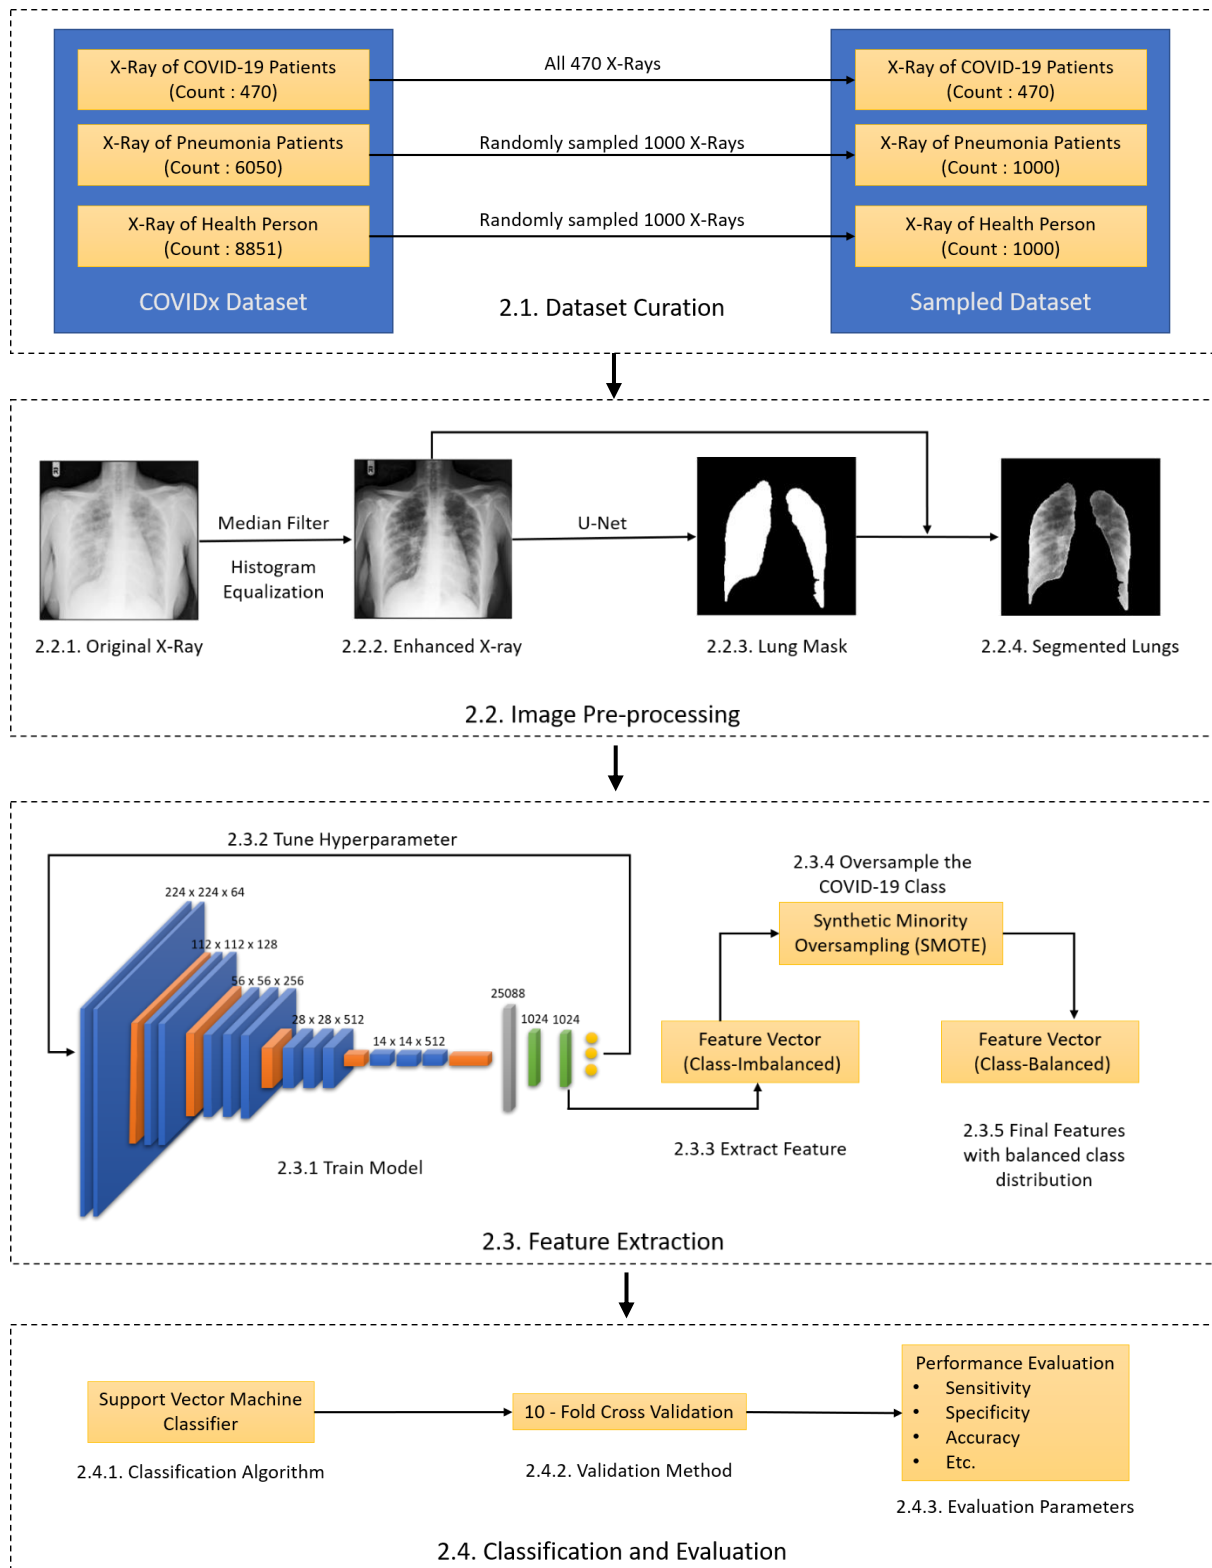 X-Ray of COVID-19 Patients
(Count : 470)
All 470 X-Rays
X-Ray of COVID-19 Patients
(Count : 470)
X-Ray of Pneumonia Patients
(Count : 6050)
Randomly sampled 1000 X-Rays
X-Ray of Pneumonia Patients
(Count : 1000)
X-Ray of Health Person
(Count : 8851)
Randomly sampled 1000 X-Rays
X-Ray of Health Person
(Count : 1000)
COVIDx Dataset
2.1. Dataset Curation
Sampled Dataset
Median Filter
Histogram
Equalization
U-Net
2.2.1. Original X-Ray
2.2.2. Enhanced X-ray
2.2.3. Lung Mask
2.2.4. Segmented Lungs
2.2. Image Pre-processing
2.3.2 Tune Hyperparameter
224 x 224 x 64
112 x 112 x 128
56 x 56 x 256
28 x 28 x 512
14 x 14 x 512
25088
1024
1024
2.3.1 Train Model
2.3.4 Oversample the
COVID-19 Class
Synthetic Minority
Oversampling (SMOTE)
Feature Vector
(Class-Imbalanced)
Feature Vector
(Class-Balanced)
2.3.3 Extract Feature
2.3.5 Final Features
with balanced class
distribution
2.3. Feature Extraction
Support Vector Machine
Classifier
2.4.1. Classification Algorithm
10 - Fold Cross Validation
2.4.2. Validation Method
Performance Evaluation
• Sensitivity
• Specificity
• Accuracy
• Etc.
2.4.3. Evaluation Parameters
2.4. Classification and Evaluation